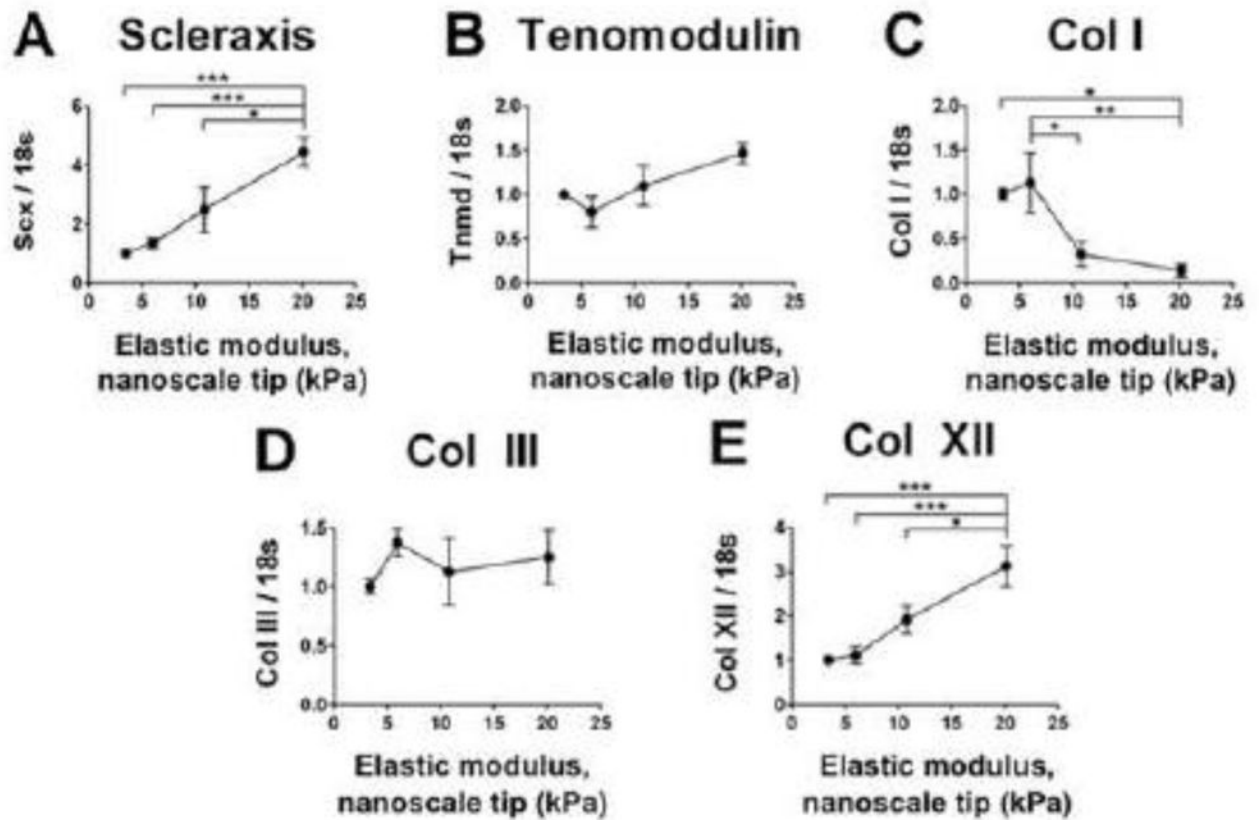 A Scleraxis
***
***
*
6
4
2
0
Scx / 18s
0 5 10 15 20 25
Elastic modulus,
nanoscale tip (kPa)
B Tenomodulin
2.0
1.5
1.0
0.5
0.0
Tnmd / 18s
0 5 10 15 20 25
Elastic modulus,
nanoscale tip (kPa)
C Col I
*
**
*
2.0
1.5
1.0
0.5
0.0
Col I / 18s
0 5 10 15 20 25
Elastic modulus,
nanoscale tip (kPa)
D Col III
1.5
1.0
0.5
0.0
Col III / 18s
0 5 10 15 20 25
Elastic modulus,
nanoscale tip (kPa)
E Col XII
***
***
*
4
3
2
1
0
Col XII / 18s
0 5 10 15 20 25
Elastic modulus,
nanoscale tip (kPa)